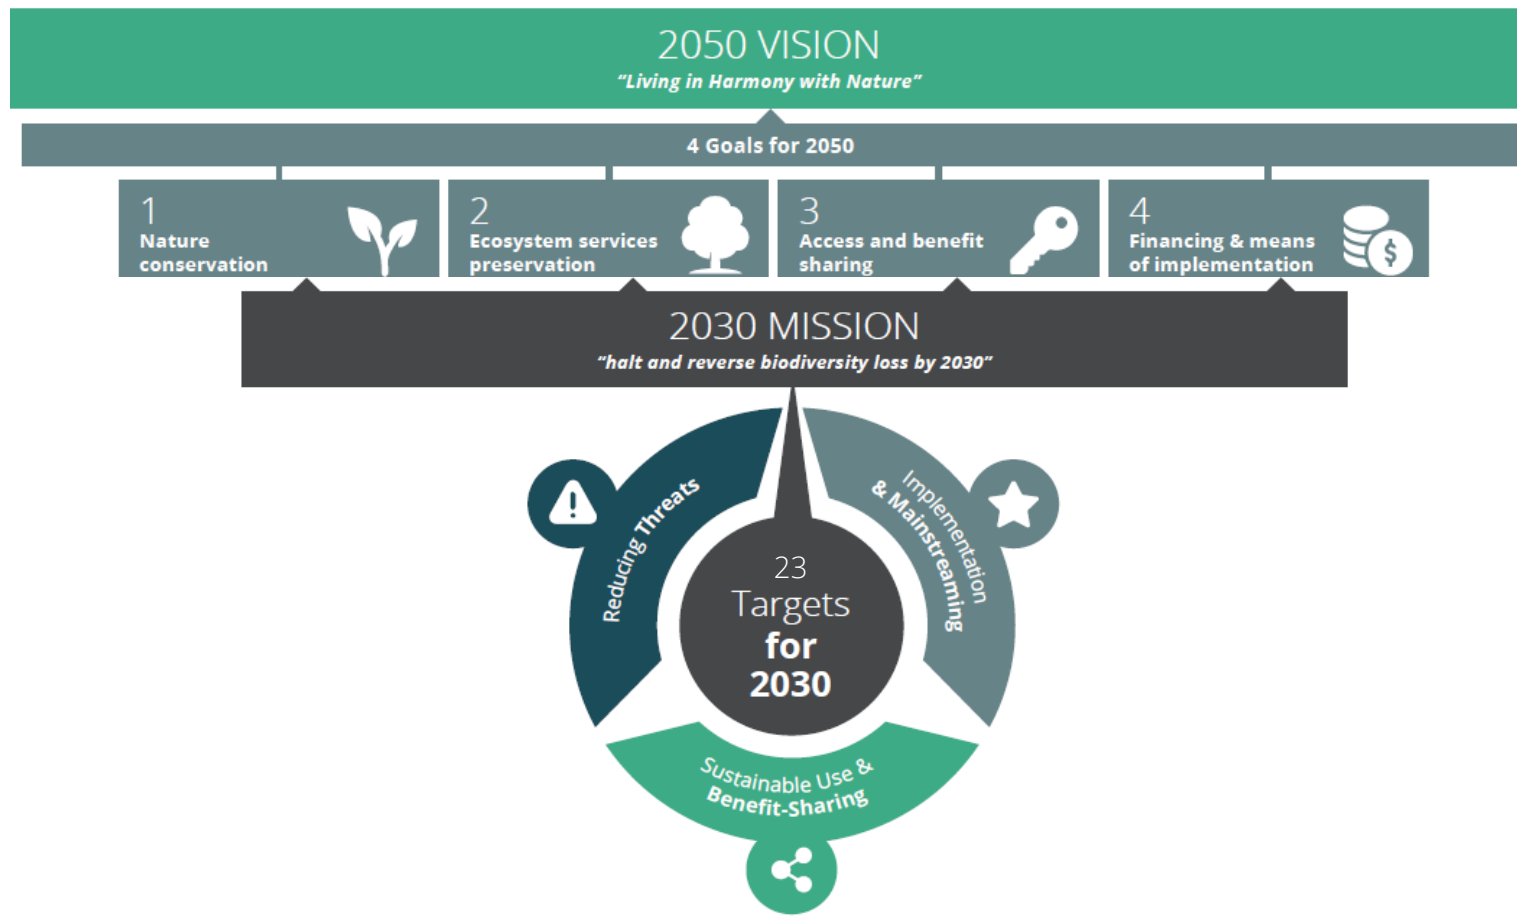 2050 VISION
“Living in Harmony with Nature”
4 Goals for 2050
1
Nature
conservation
2
Ecosystem services
preservation
3
Access and benefit
sharing
4
Financing & means
of implementation
$
2030 MISSION
“halt and reverse biodiversity loss by 2030”
Reducing Threats
Implementation
& Mainstreaming
23
Targets
for
2030
Sustainable Use &
Benefit-Sharing